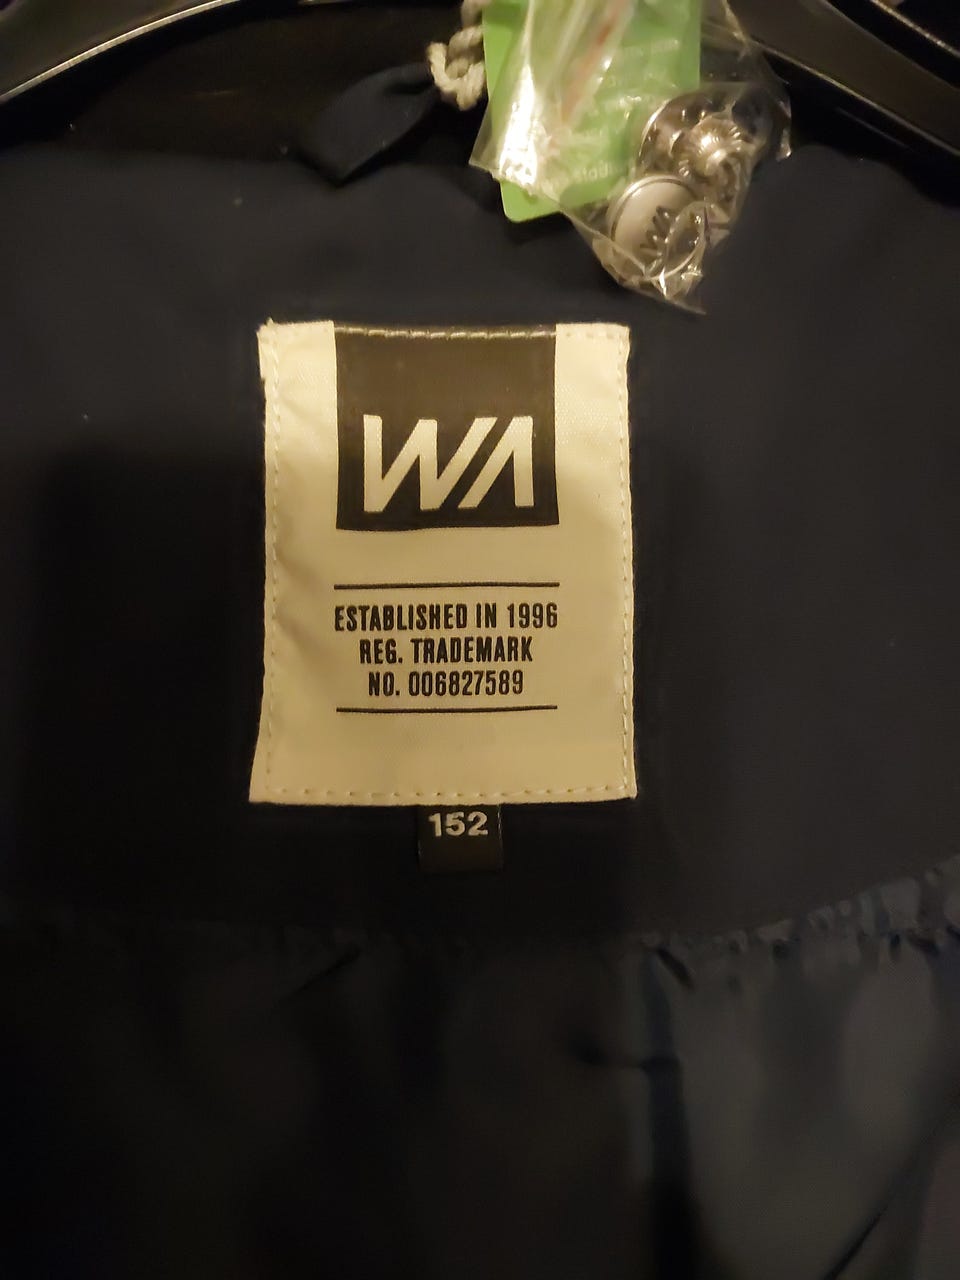 WA
ESTABLISHED IN 1996
REG. TRADEMARK
NO. 006827589
152